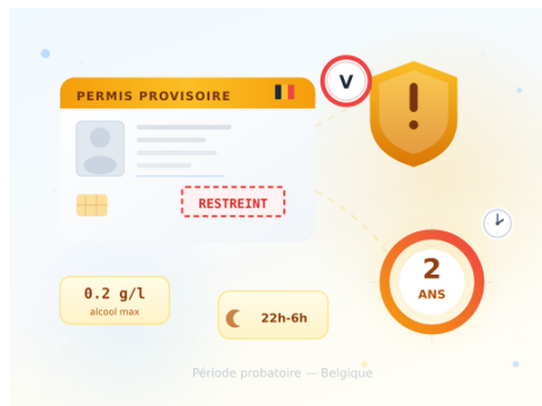 PERMIS PROVISOIRE
V
RESTREINT
2
ANS
0.2 g/l
alcool max
22h-6h
Période probatoire — Belgique